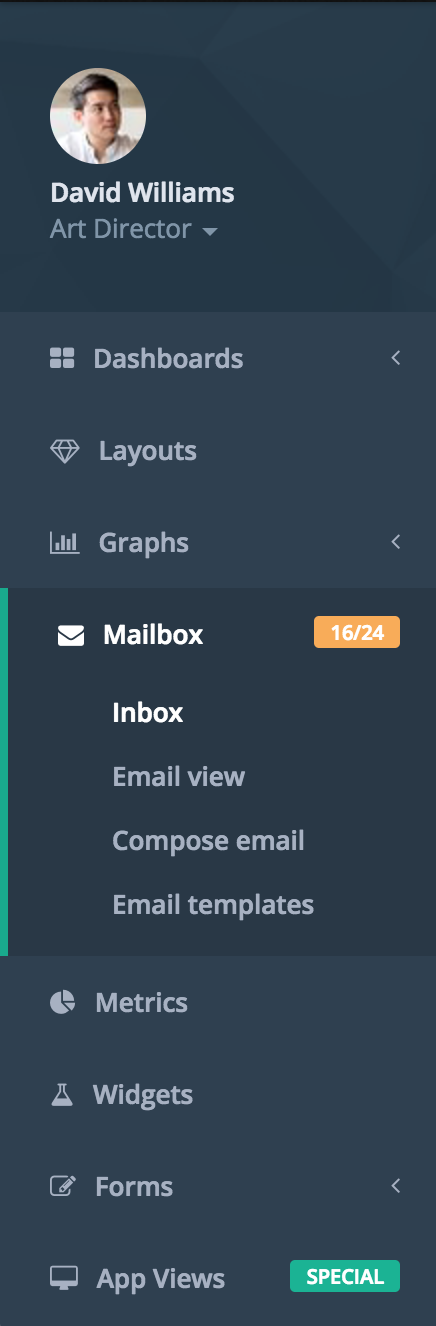 David Williams
Art Director
Dashboards
Layouts
Graphs
Mailbox 16/24
Inbox
Email view
Compose email
Email templates
Metrics
Widgets
Forms
App Views SPECIAL